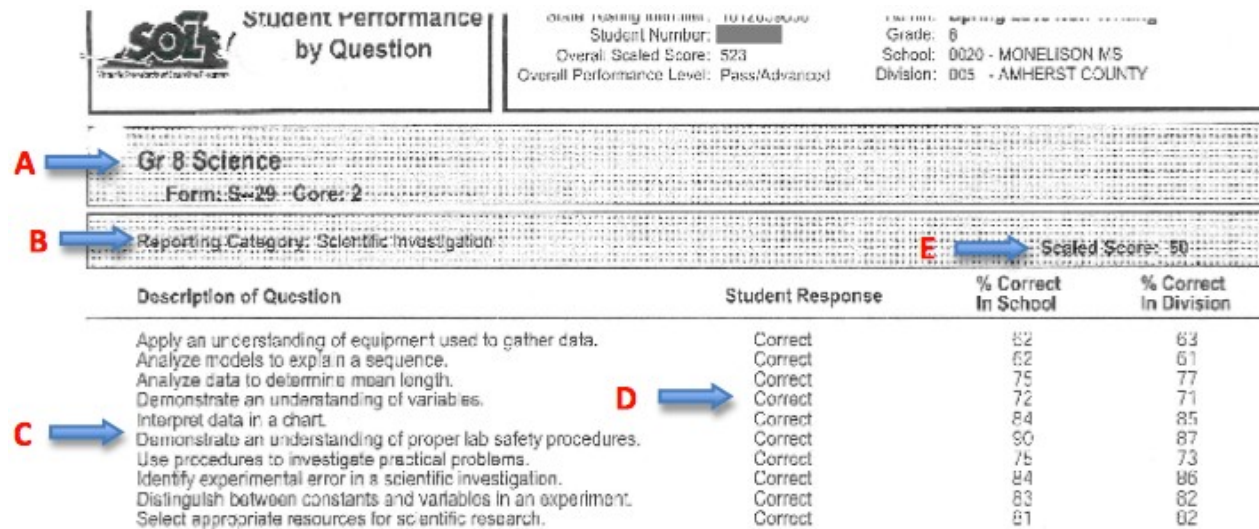 SOL
Student Performance
by Question
Student Number:
Overall Scaled Score: 523
Overall Performance Level: Pass/Advanced
Grade: 8
School: 0020 - MONELISON MS
Division: 005 - AMHERST COUNTY
A
Gr 8 Science
Form: S-29 Core: 2
B
Reporting Category: Scientific Investigation
E
Scaled Score: 50
Description of Question Student Response % Correct In School % Correct In Division
Apply an understanding of equipment used to gather data. Correct 62 63
Analyze models to explain a sequence. Correct 62 61
Analyze data to determine mean length. Correct 75 77
Demonstrate an understanding of variables. D Correct 72 71
C Interpret data in a chart. Correct 84 85
Demonstrate an understanding of proper lab safety procedures. Correct 90 87
Use procedures to investigate practical problems. Correct 75 73
Identify experimental error in a scientific investigation. Correct 84 86
Distinguish between constants and variables in an experiment. Correct 83 82
Select appropriate resources for scientific research. Correct 81 82